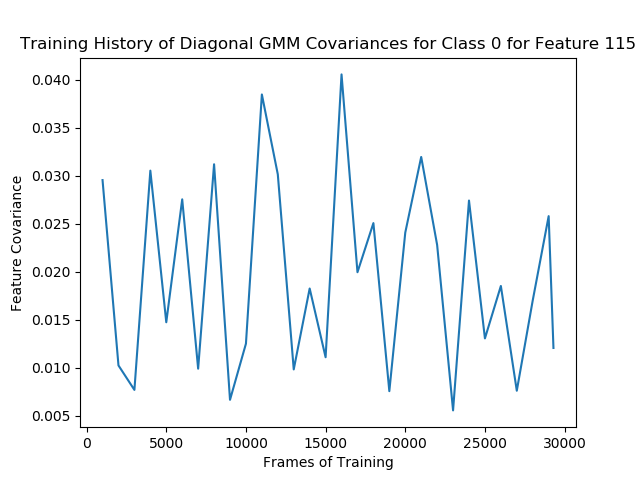 Training History of Diagonal GMM Covariances for Class 0 for Feature 115
0.040
0.035
0.030
0.025
0.020
0.015
0.010
0.005
Feature Covariance
0 5000 10000 15000 20000 25000 30000
Frames of Training